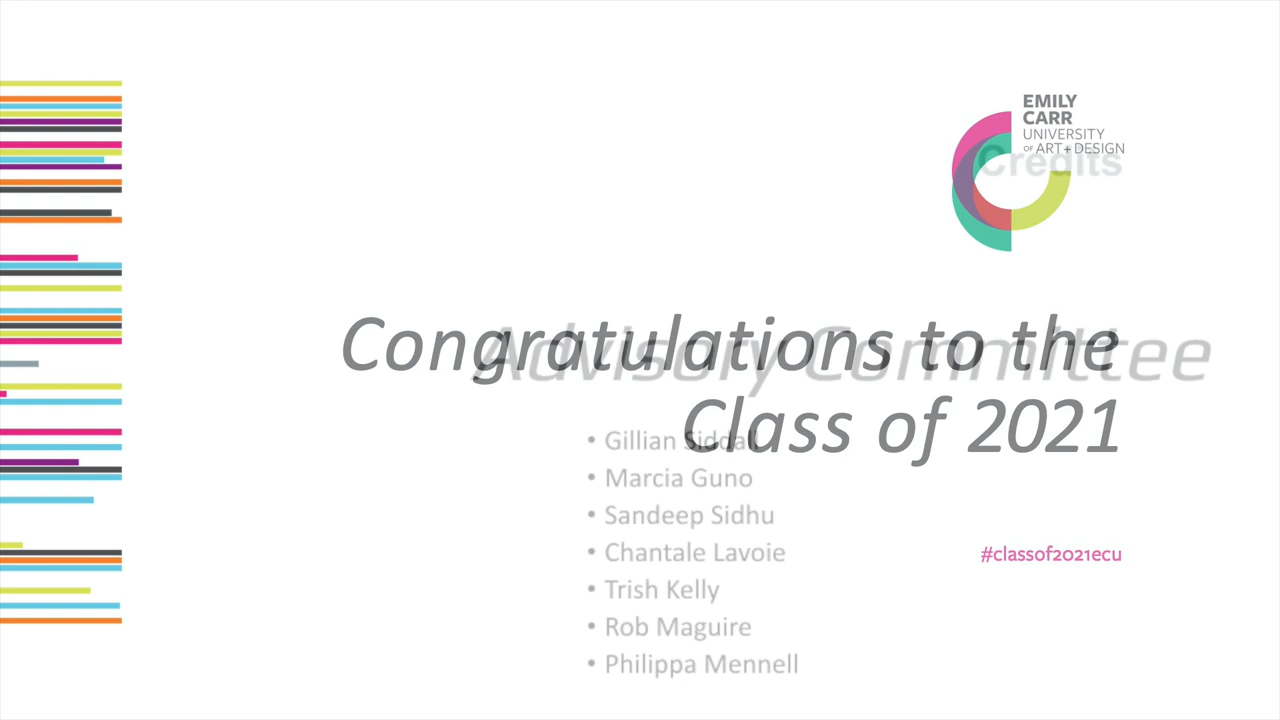 EMILY
CARR
UNIVERSITY
OF ART + DESIGN
Credits
Congratulations to the
Class of 2021
Advisory Committee
• Gillian Siddall
• Marcia Guno
• Sandeep Sidhu
• Chantale Lavoie
• Trish Kelly
• Rob Maguire
• Philippa Mennell
#classof2021ecu